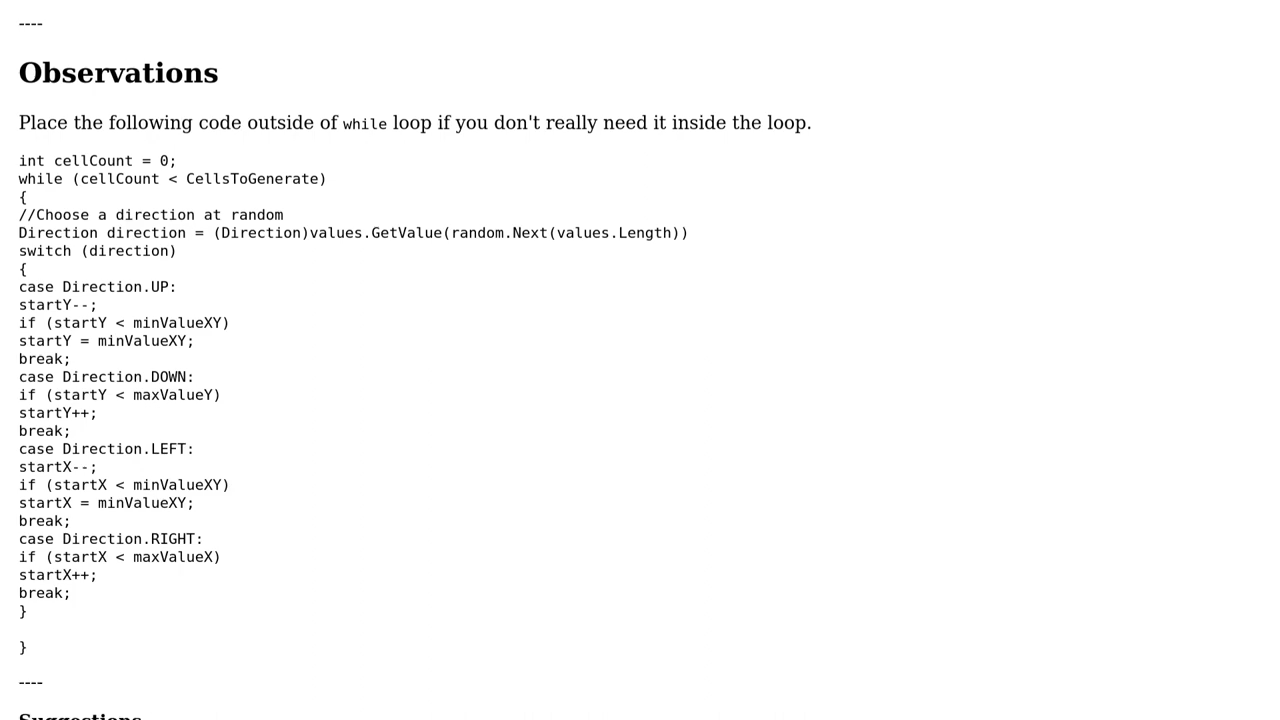 ----
Observations
Place the following code outside of while loop if you don't really need it inside the loop.
int cellCount = 0;
while (cellCount < CellsToGenerate)
{
//Choose a direction at random
Direction direction = (Direction)values.GetValue(random.Next(values.Length))
switch (direction)
{
case Direction.UP:
startY--;
if (startY < minValueXY)
startY = minValueXY;
break;
case Direction.DOWN:
if (startY < maxValueY)
startY++;
break;
case Direction.LEFT:
startX--;
if (startX < minValueXY)
startX = minValueXY;
break;
case Direction.RIGHT:
if (startX < maxValueX)
startX++;
break;
}
}
----
Suggestions